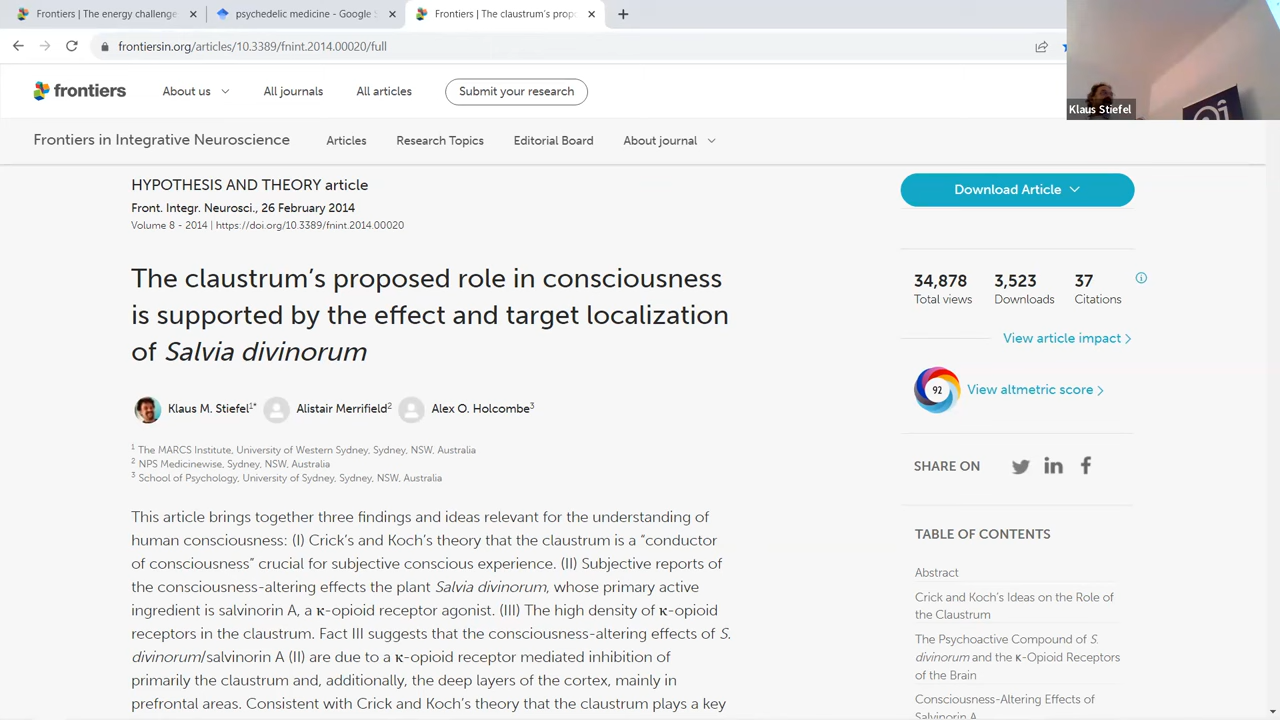 Frontiers | The energy challenge
psychedelic medicine - Google S
Frontiers | The claustrum's propo
frontiersin.org/articles/10.3389/fnint.2014.00020/full
Klaus Stiefel
frontiers
About us
All journals
All articles
Submit your research
Frontiers in Integrative Neuroscience
Articles
Research Topics
Editorial Board
About journal
HYPOTHESIS AND THEORY article
Front. Integr. Neurosci., 26 February 2014
Volume 8 - 2014 | https://doi.org/10.3389/fnint.2014.00020
The claustrum's proposed role in consciousness
is supported by the effect and target localization
of Salvia divinorum
Klaus M. Stiefel1* Alistair Merrifield2 Alex O. Holcombe3
1 The MARCS Institute, University of Western Sydney, Sydney, NSW, Australia
2 NPS Medicinewise, Sydney, NSW, Australia
3 School of Psychology, University of Sydney, Sydney, NSW, Australia
This article brings together three findings and ideas relevant for the understanding of
human consciousness: (I) Crick's and Koch's theory that the claustrum is a “conductor
of consciousness” crucial for subjective conscious experience. (II) Subjective reports of
the consciousness-altering effects the plant Salvia divinorum, whose primary active
ingredient is salvinorin A, a κ-opioid receptor agonist. (III) The high density of κ-opioid
receptors in the claustrum. Fact III suggests that the consciousness-altering effects of S.
divinorum/salvinorin A (II) are due to a κ-opioid receptor mediated inhibition of
primarily the claustrum and, additionally, the deep layers of the cortex, mainly in
prefrontal areas. Consistent with Crick and Koch's theory that the claustrum plays a key
Download Article
34,878 3,523 37
Total views Downloads Citations
View article impact
92
View altmetric score
SHARE ON
TABLE OF CONTENTS
Abstract
Crick and Koch's Ideas on the Role of
the Claustrum
The Psychoactive Compound of S.
divinorum and the κ-Opioid Receptors
of the Brain
Consciousness-Altering Effects of
Salvinorin A